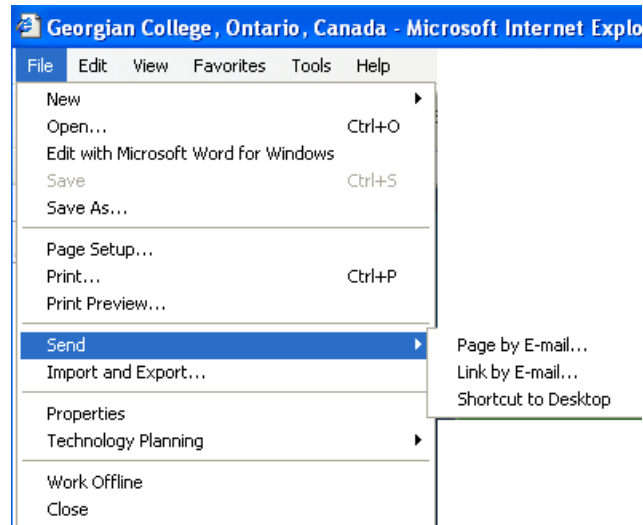 Georgian College, Ontario, Canada - Microsoft Internet Explo
File Edit View Favorites Tools Help
New
Open... Ctrl+O
Edit with Microsoft Word for Windows
Save Ctrl+S
Save As...
Page Setup...
Print... Ctrl+P
Print Preview...
Send Page by E-mail...
Import and Export... Link by E-mail...
Shortcut to Desktop
Properties
Technology Planning
Work Offline
Close